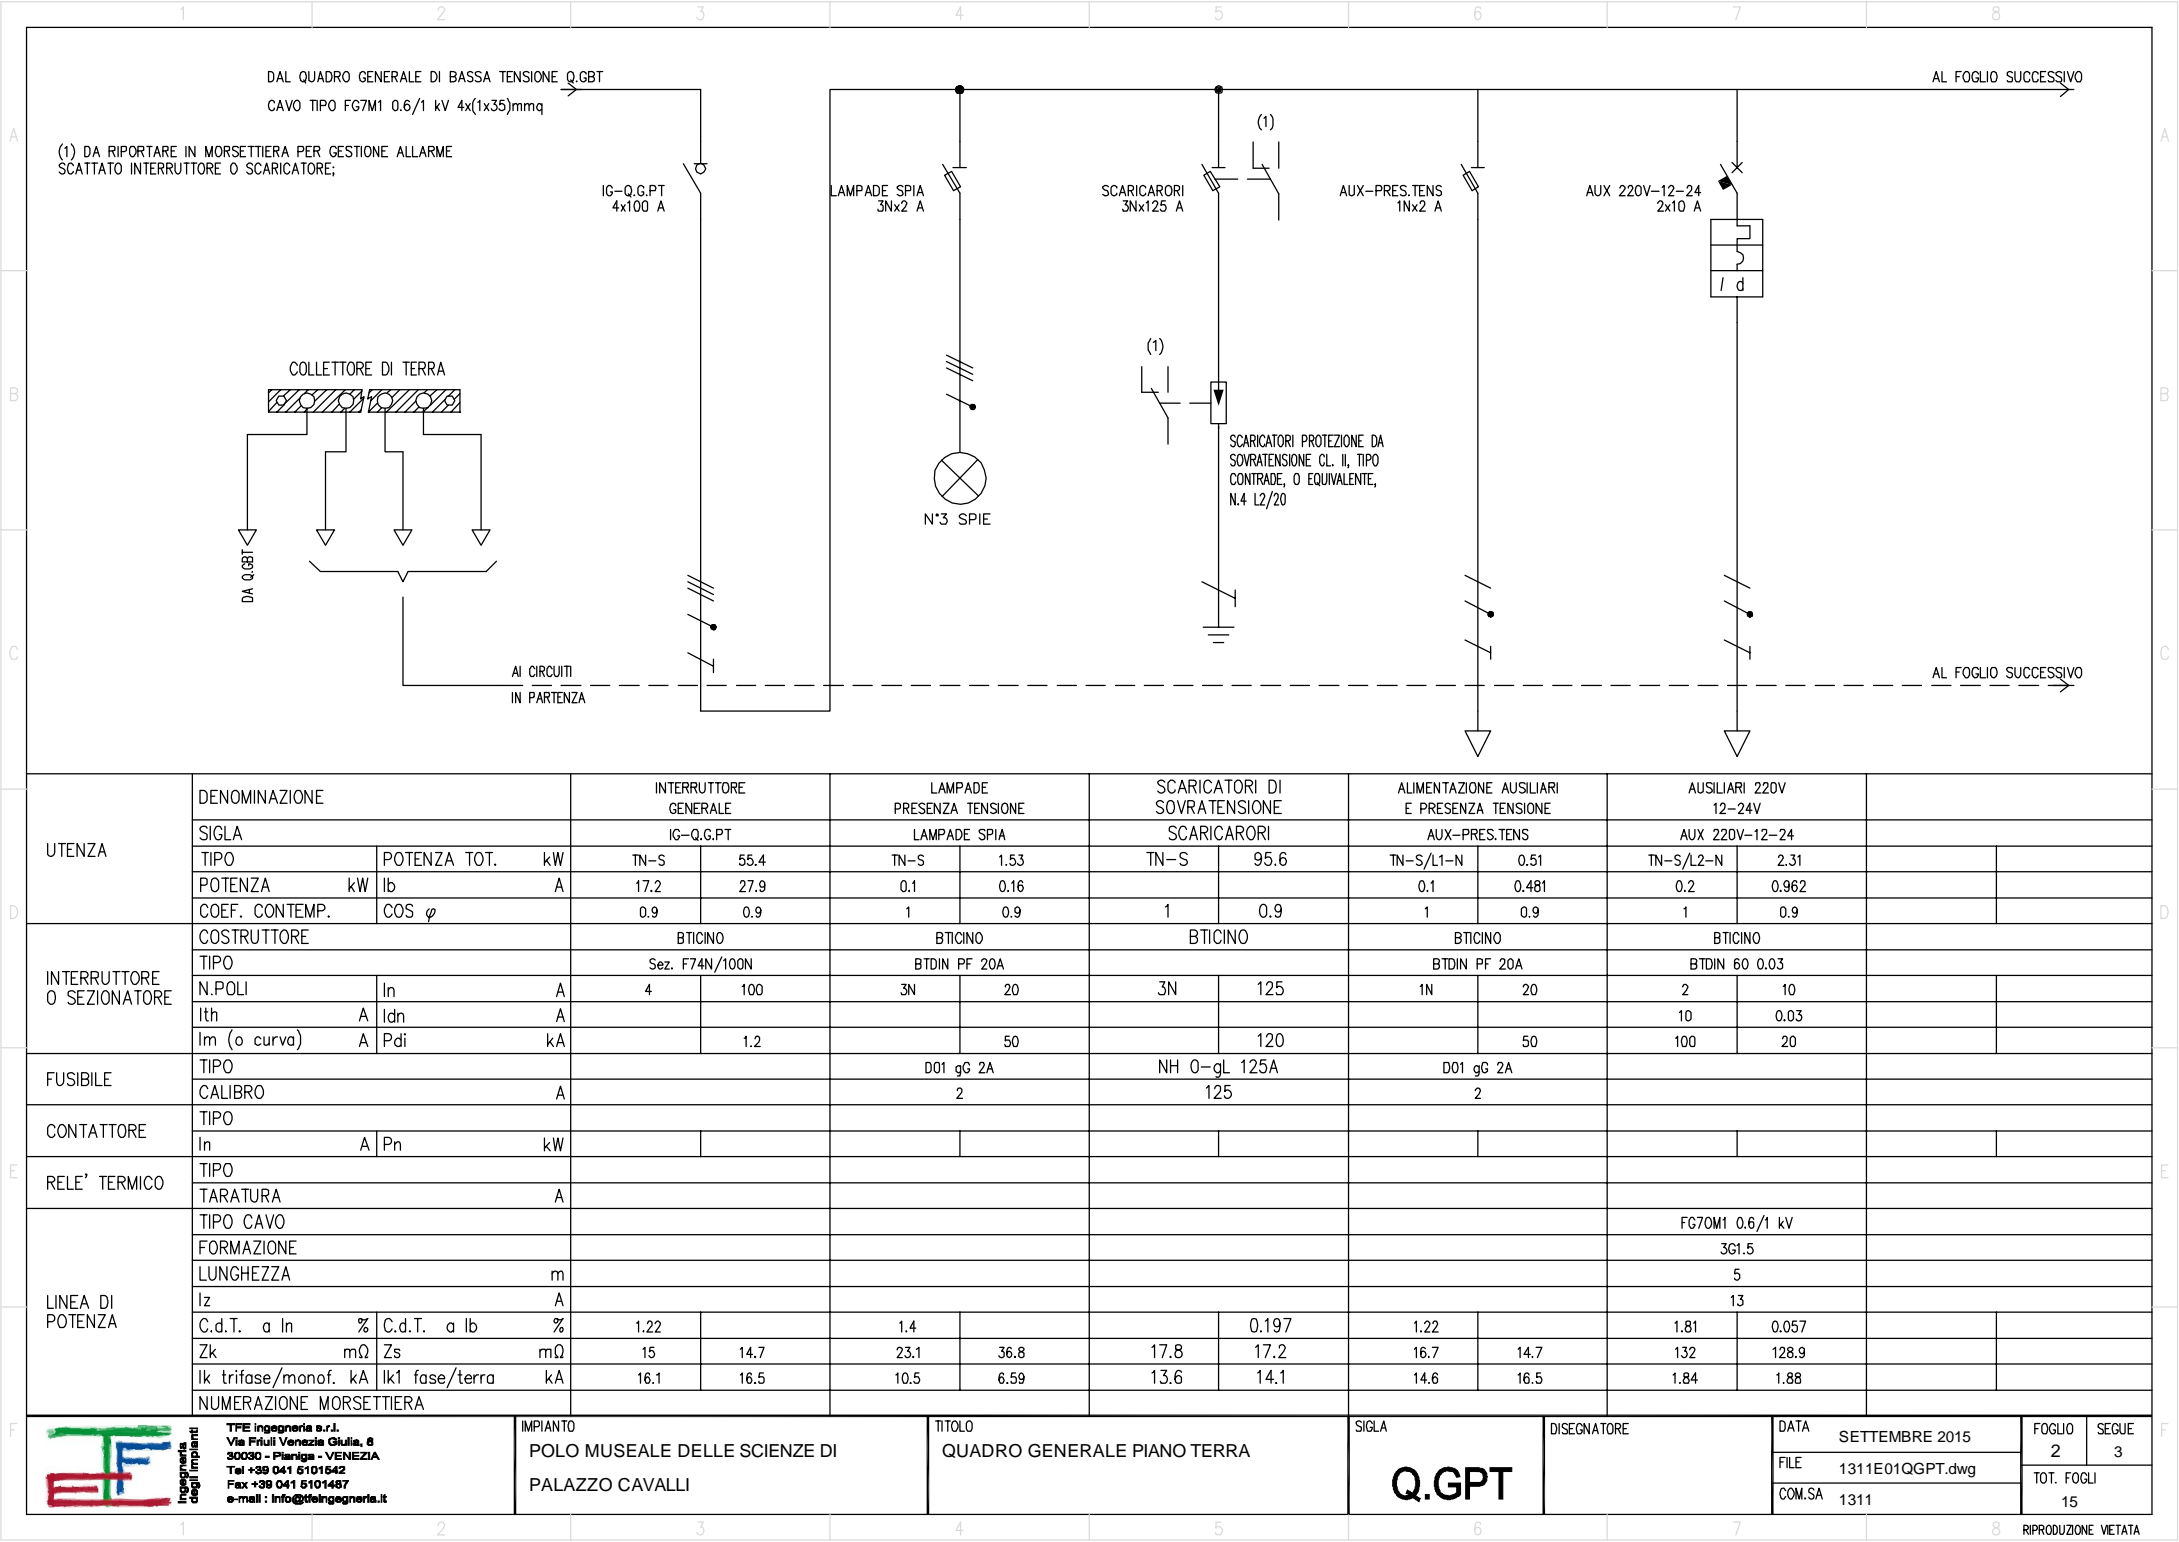 1 2 3 4 5 6 7 8
A A
B B
C C
D D
E E
F F
DAL QUADRO GENERALE DI BASSA TENSIONE Q.GBT
CAVO TIPO FG7M1 0.6/1 kV 4x(1x35)mmq
AL FOGLIO SUCCESSIVO
(1) DA RIPORTARE IN MORSETTIERA PER GESTIONE ALLARME
SCATTATO INTERRUTTORE O SCARICATORE;
IG-Q.G.PT
4x100 A
LAMPADE SPIA
3Nx2 A
(1)
SCARICARORI
3Nx125 A
AUX-PRES.TENS
1Nx2 A
AUX 220V-12-24
2x10 A
I d
COLLETTORE DI TERRA
DA Q.GBT
N°3 SPIE
(1)
SCARICATORI PROTEZIONE DA
SOVRATENSIONE CL. II, TIPO
CONTRADE, O EQUIVALENTE,
N.4 L2/20
AI CIRCUITI
IN PARTENZA
AL FOGLIO SUCCESSIVO
UTENZA
DENOMINAZIONE INTERRUTTORE GENERALE LAMPADE PRESENZA TENSIONE SCARICATORI DI SOVRATENSIONE ALIMENTAZIONE AUSILIARI E PRESENZA TENSIONE AUSILIARI 220V 12-24V
SIGLA IG-Q.G.PT LAMPADE SPIA SCARICARORI AUX-PRES.TENS AUX 220V-12-24
TIPO POTENZA TOT. kW TN-S 55.4 TN-S 1.53 TN-S 95.6 TN-S/L1-N 0.51 TN-S/L2-N 2.31
POTENZA kW Ib A 17.2 27.9 0.1 0.16 0.1 0.481 0.2 0.962
COEF. CONTEMP. COS φ 0.9 0.9 1 0.9 1 0.9 1 0.9 1 0.9
INTERRUTTORE
O SEZIONATORE
COSTRUTTORE BTICINO BTICINO BTICINO BTICINO BTICINO
TIPO Sez. F74N/100N BTDIN PF 20A BTDIN PF 20A BTDIN 60 0.03
N.POLI In A 4 100 3N 20 3N 125 1N 20 2 10
Ith A Idn A 10 0.03
Im (o curva) A Pdi kA 1.2 50 120 50 100 20
FUSIBILE
TIPO D01 gG 2A NH 0-gL 125A D01 gG 2A
CALIBRO A 2 125 2
CONTATTORE
TIPO
In A Pn kW
RELE' TERMICO
TIPO
TARATURA A
LINEA DI
POTENZA
TIPO CAVO FG7OM1 0.6/1 kV
FORMAZIONE 3G1.5
LUNGHEZZA m 5
Iz A 13
C.d.T. a In % C.d.T. a Ib % 1.22 1.4 0.197 1.22 1.81 0.057
Zk mΩ Zs mΩ 15 14.7 23.1 36.8 17.8 17.2 16.7 14.7 132 128.9
Ik trifase/monof. kA Ik1 fase/terra kA 16.1 16.5 10.5 6.59 13.6 14.1 14.6 16.5 1.84 1.88
NUMERAZIONE MORSETTIERA
TFE
Ingegneria
degli Impianti
TFE ingegneria s.r.l.
Via Friuli Venezia Giulia, 8
30030 - Pianiga - VENEZIA
Tel +39 041 5101542
Fax +39 041 5101487
e-mail : info@tfeingegneria.it
IMPIANTO
POLO MUSEALE DELLE SCIENZE DI
PALAZZO CAVALLI
TITOLO
QUADRO GENERALE PIANO TERRA
SIGLA
Q.GPT
DISEGNATORE
DATA SETTEMBRE 2015
FILE 1311E01QGPT.dwg
COM.SA 1311
FOGLIO 2
SEGUE 3
TOT. FOGLI
15
1 2 3 4 5 6 7 8
RIPRODUZIONE VIETATA